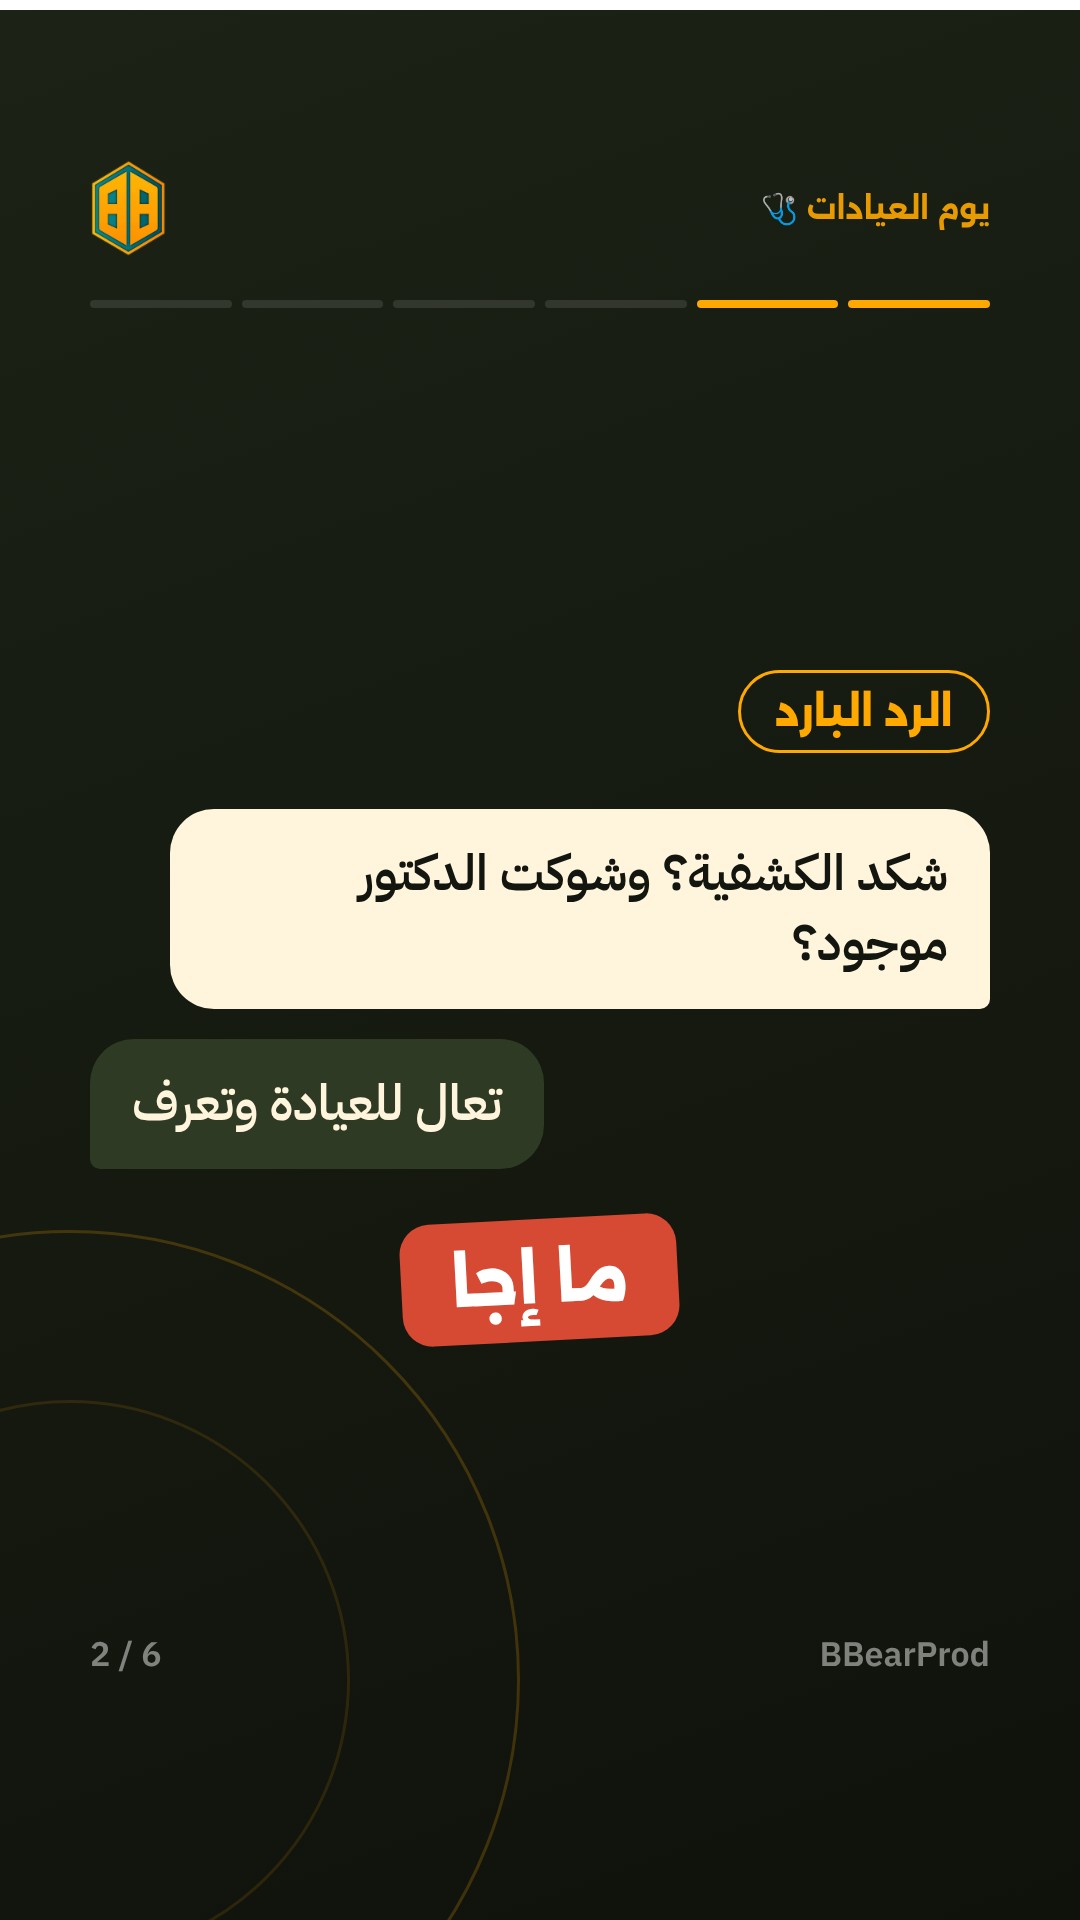 يوم العيادات 🩺
الرد البارد
شكد الكشفية؟ وشوكت الدكتور
موجود؟
تعال للعيادة وتعرف
ما إجا
BBearProd
2 / 6